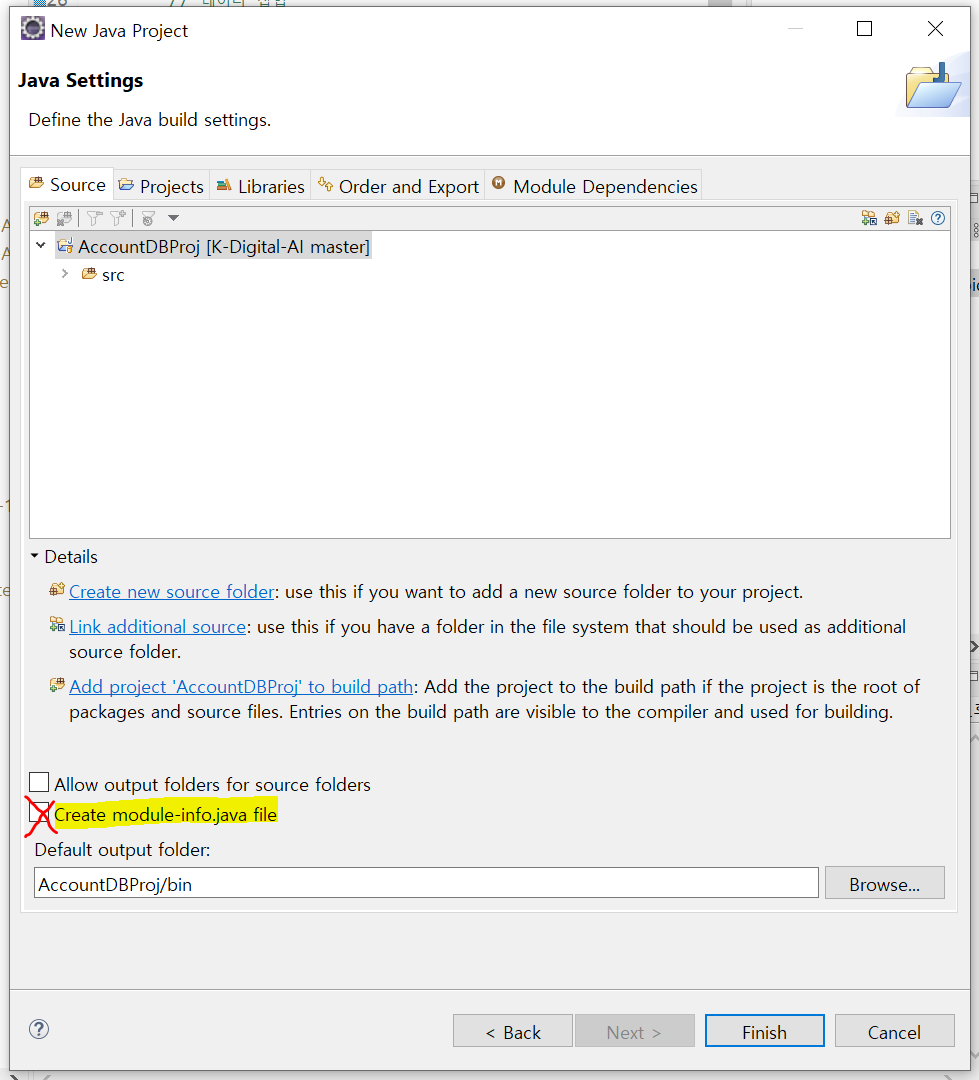 26 // 데이터 삽입
New Java Project
Java Settings
Define the Java build settings.
Source Projects Libraries Order and Export Module Dependencies
AccountDBProj [K-Digital-AI master]
src
Details
Create new source folder: use this if you want to add a new source folder to your project.
Link additional source: use this if you have a folder in the file system that should be used as additional
source folder.
Add project 'AccountDBProj' to build path: Add the project to the build path if the project is the root of
packages and source files. Entries on the build path are visible to the compiler and used for building.
Allow output folders for source folders
Create module-info.java file
Default output folder:
AccountDBProj/bin Browse...
< Back Next > Finish Cancel